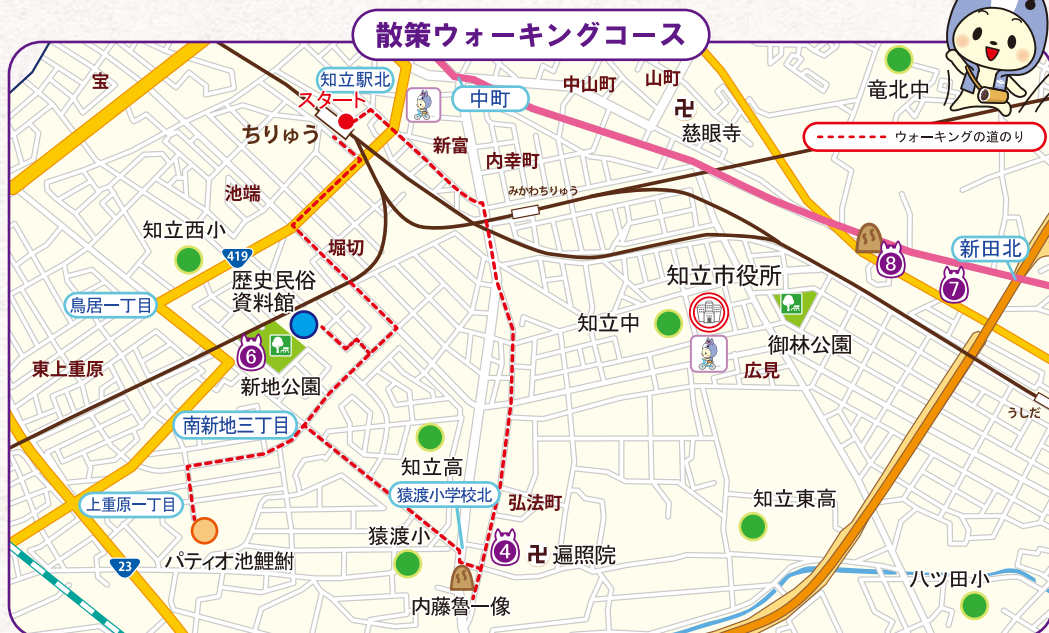 散策ウォーキングコース
宝
知立駅北
スタート
ちりゅう
中町
中山町
山町
竜北中
卍
慈眼寺
ウォーキングの道のり
新富
内幸町
みかわちりゅう
池端
知立西小
堀切
419
歴史民俗
資料館
鳥居一丁目
8
新田北
7
知立市役所
知立中
御林公園
6
新地公園
東上重原
広見
うしだ
南新地三丁目
知立高
猿渡小学校北
弘法町
上重原一丁目
知立東高
猿渡小
4
卍 遍照院
パティオ池鯉鮒
23
内藤魯一像
八ツ田小